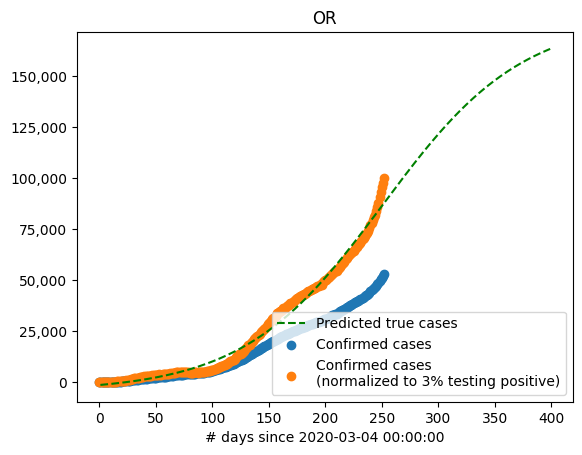 OR
150,000
125,000
100,000
75,000
50,000
25,000
0
Predicted true cases
Confirmed cases
Confirmed cases
(normalized to 3% testing positive)
0 50 100 150 200 250 300 350 400
# days since 2020-03-04 00:00:00